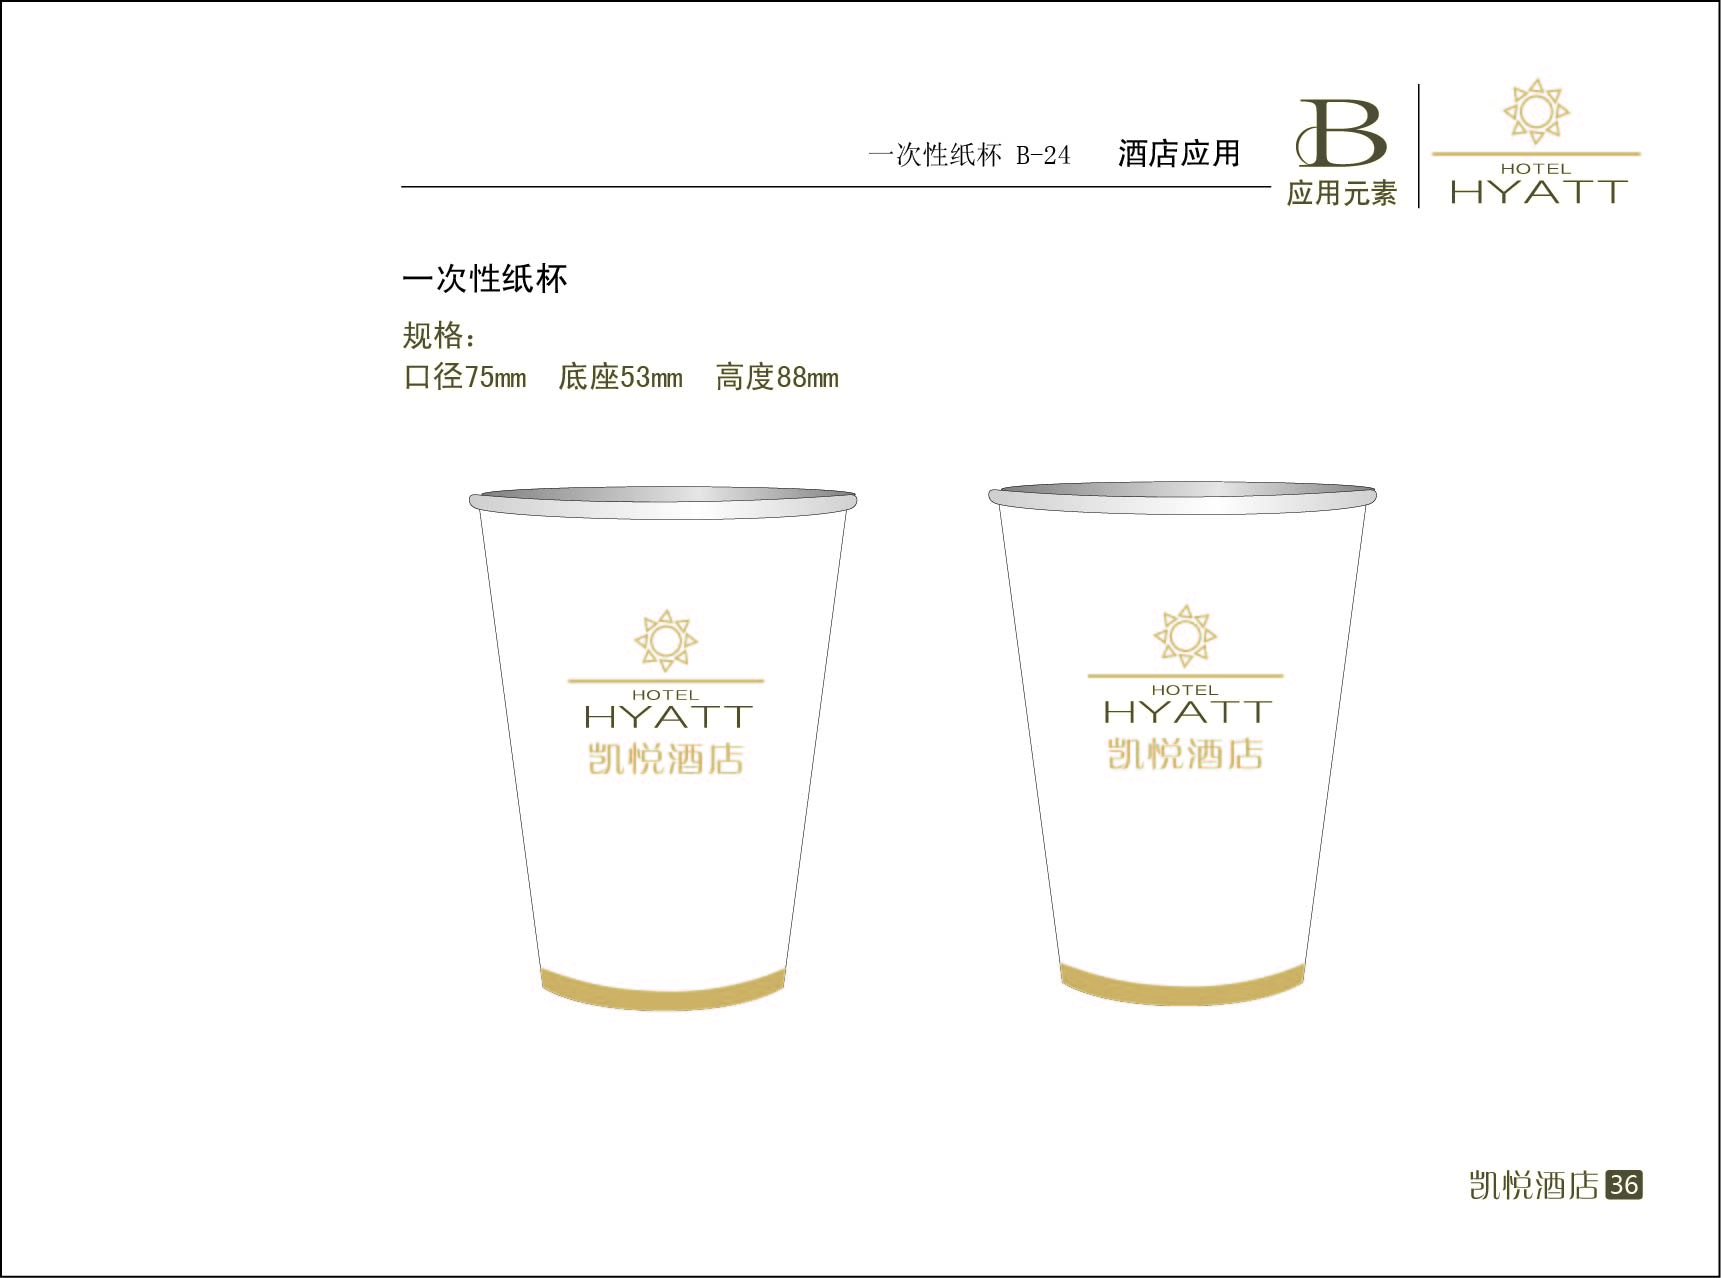 一次性纸杯 B-24 酒店应用
B
应用元素
HOTEL
HYATT
一次性纸杯
规格：
口径75mm 底座53mm 高度88mm
HOTEL
HYATT
凯悦酒店
HOTEL
HYATT
凯悦酒店
凯悦酒店 36